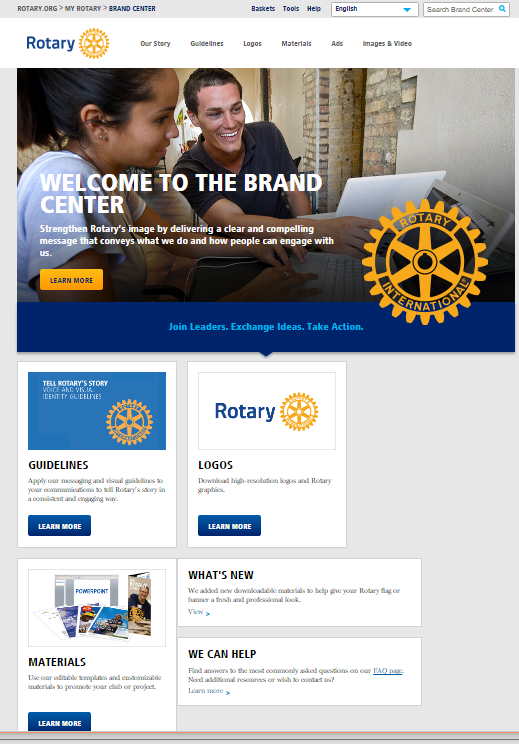 ROTARY.ORG > MY ROTARY > BRAND CENTER
Baskets Tools Help English Search Brand Center
Rotary
Our Story Guidelines Logos Materials Ads Images & Video
WELCOME TO THE BRAND
CENTER
Strengthen Rotary's image by delivering a clear and compelling
message that conveys what we do and how people can engage with
us.
LEARN MORE
ROTARY
INTERNATIONAL
Join Leaders. Exchange Ideas. Take Action.
TELL ROTARY'S STORY
VOICE AND VISUAL
IDENTITY GUIDELINES
GUIDELINES
Apply our messaging and visual guidelines to
your communications to tell Rotary's story in
a consistent and engaging way.
LEARN MORE
Rotary
LOGOS
Download high-resolution logos and Rotary
graphics.
LEARN MORE
POWERPOINT
MATERIALS
Use our editable templates and customizable
materials to promote your club or project.
LEARN MORE
WHAT'S NEW
We added new downloadable materials to help give your Rotary flag or
banner a fresh and professional look.
View >
WE CAN HELP
Find answers to the most commonly asked questions on our FAQ page.
Need additional resources or wish to contact us?
Learn more >